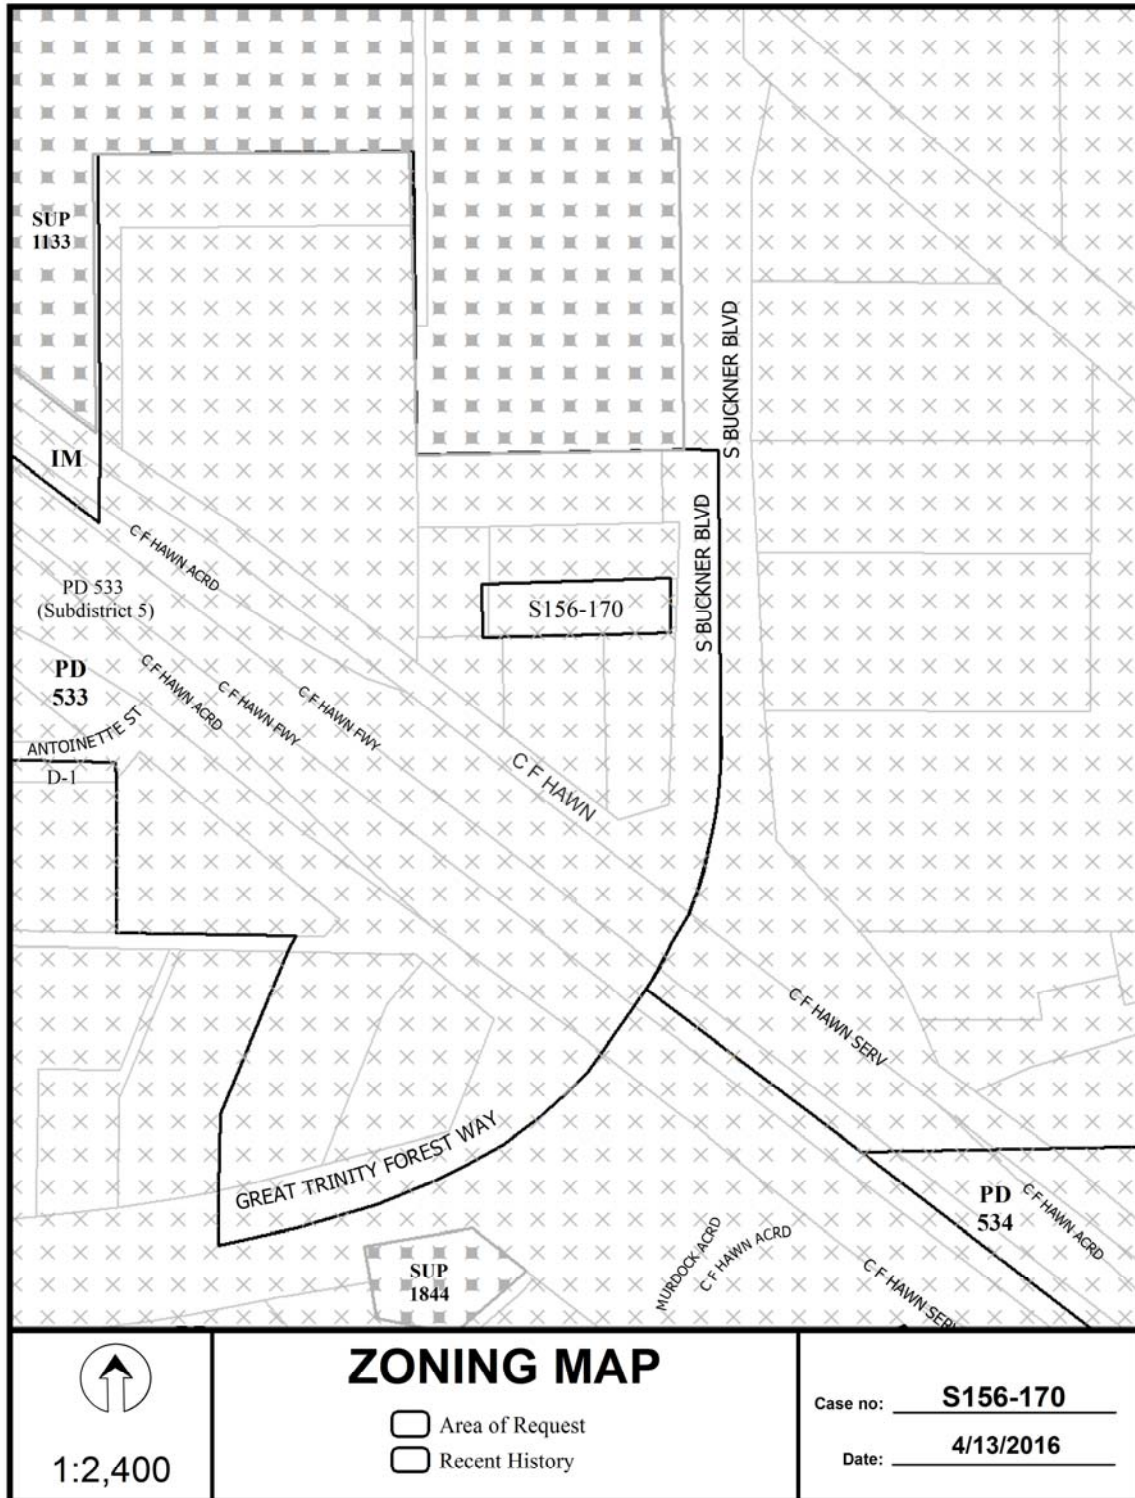 SUP
1133
S BUCKNER BLVD
IM
C F HAWN ACRD
S BUCKNER BLVD
PD 533
(Subdistrict 5)
S156-170
PD
533
C F HAWN ACRD
C F HAWN FWY
C F HAWN FWY
ANTOINETTE ST
D-1
C F HAWN
C F HAWN SERV
GREAT TRINITY FOREST WAY
PD
534
C F HAWN ACRD
SUP
1844
MURDOCK ACRD
C F HAWN ACRD
C F HAWN SERV
1:2,400
ZONING MAP
Area of Request
Recent History
Case no: S156-170
Date: 4/13/2016